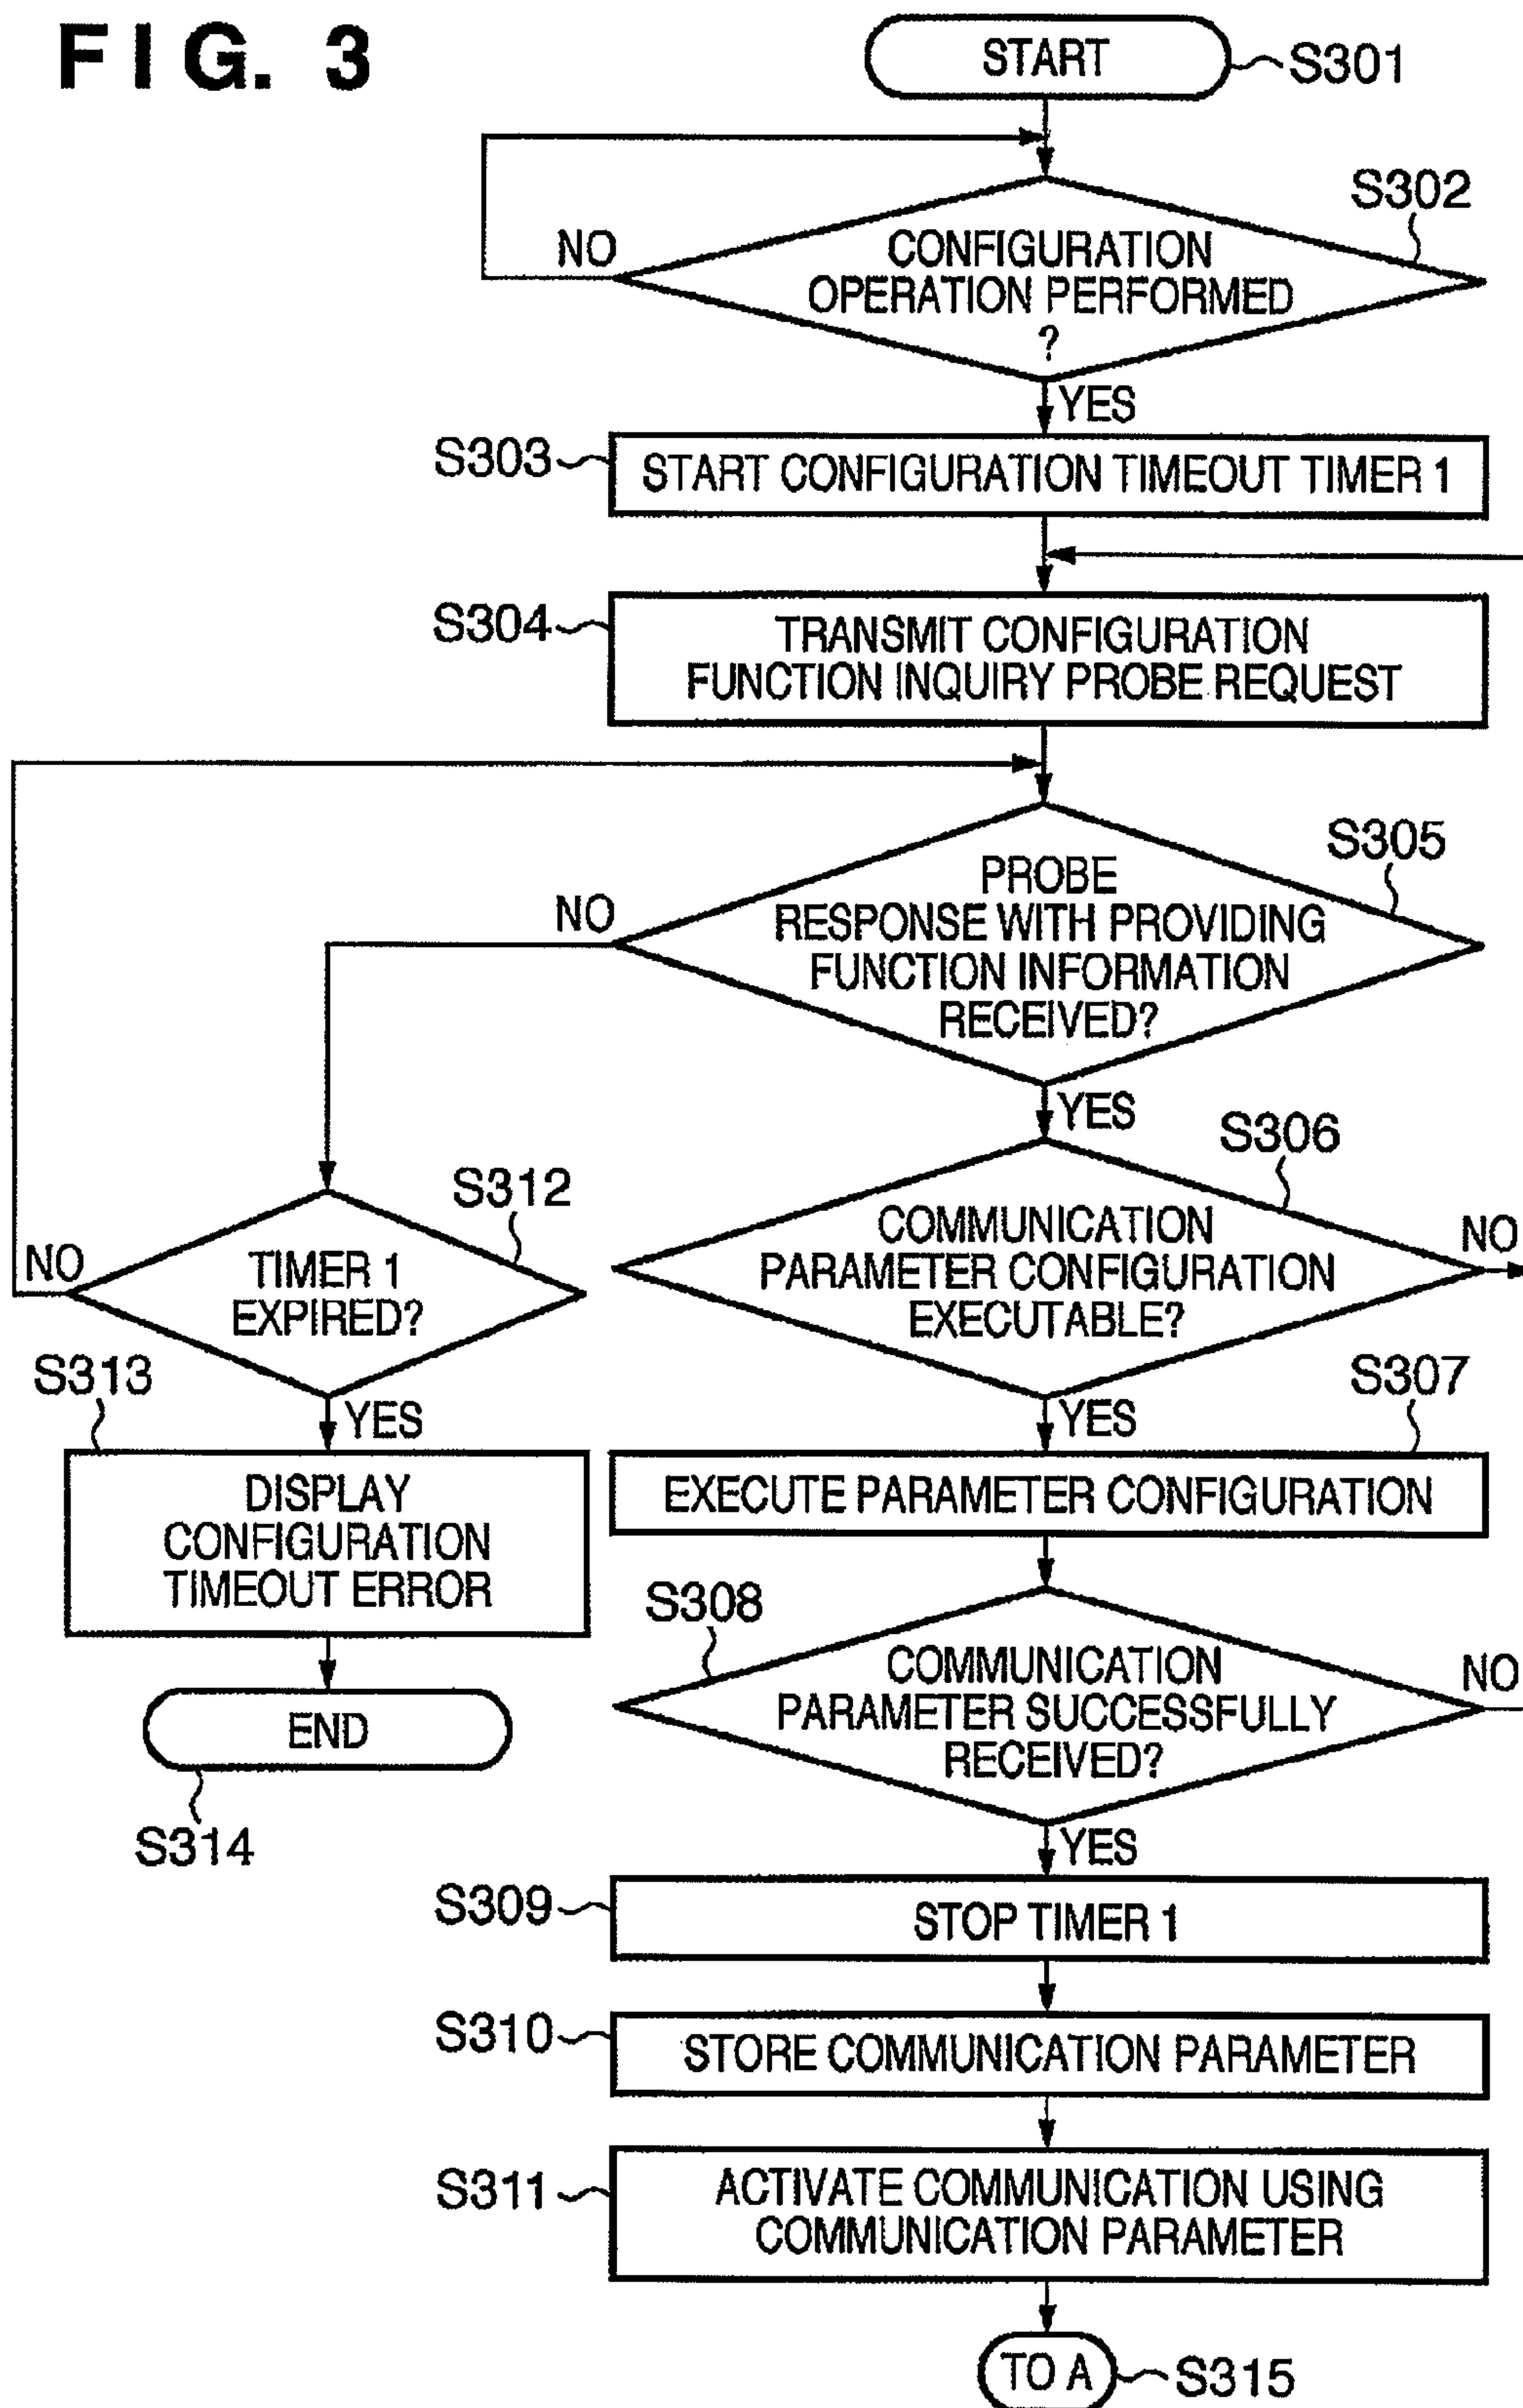 FIG. 3
START
S301
S302
NO
CONFIGURATION
OPERATION PERFORMED
?
YES
S303
START CONFIGURATION TIMEOUT TIMER 1
S304
TRANSMIT CONFIGURATION
FUNCTION INQUIRY PROBE REQUEST
S305
NO
PROBE
RESPONSE WITH PROVIDING
FUNCTION INFORMATION
RECEIVED?
YES
S306
S312
NO
TIMER 1
EXPIRED?
COMMUNICATION
PARAMETER CONFIGURATION
EXECUTABLE?
NO
S313
YES
YES
S307
DISPLAY
CONFIGURATION
TIMEOUT ERROR
EXECUTE PARAMETER CONFIGURATION
S308
END
S314
COMMUNICATION
PARAMETER SUCCESSFULLY
RECEIVED?
NO
YES
S309
STOP TIMER 1
S310
STORE COMMUNICATION PARAMETER
S311
ACTIVATE COMMUNICATION USING
COMMUNICATION PARAMETER
TO A
S315